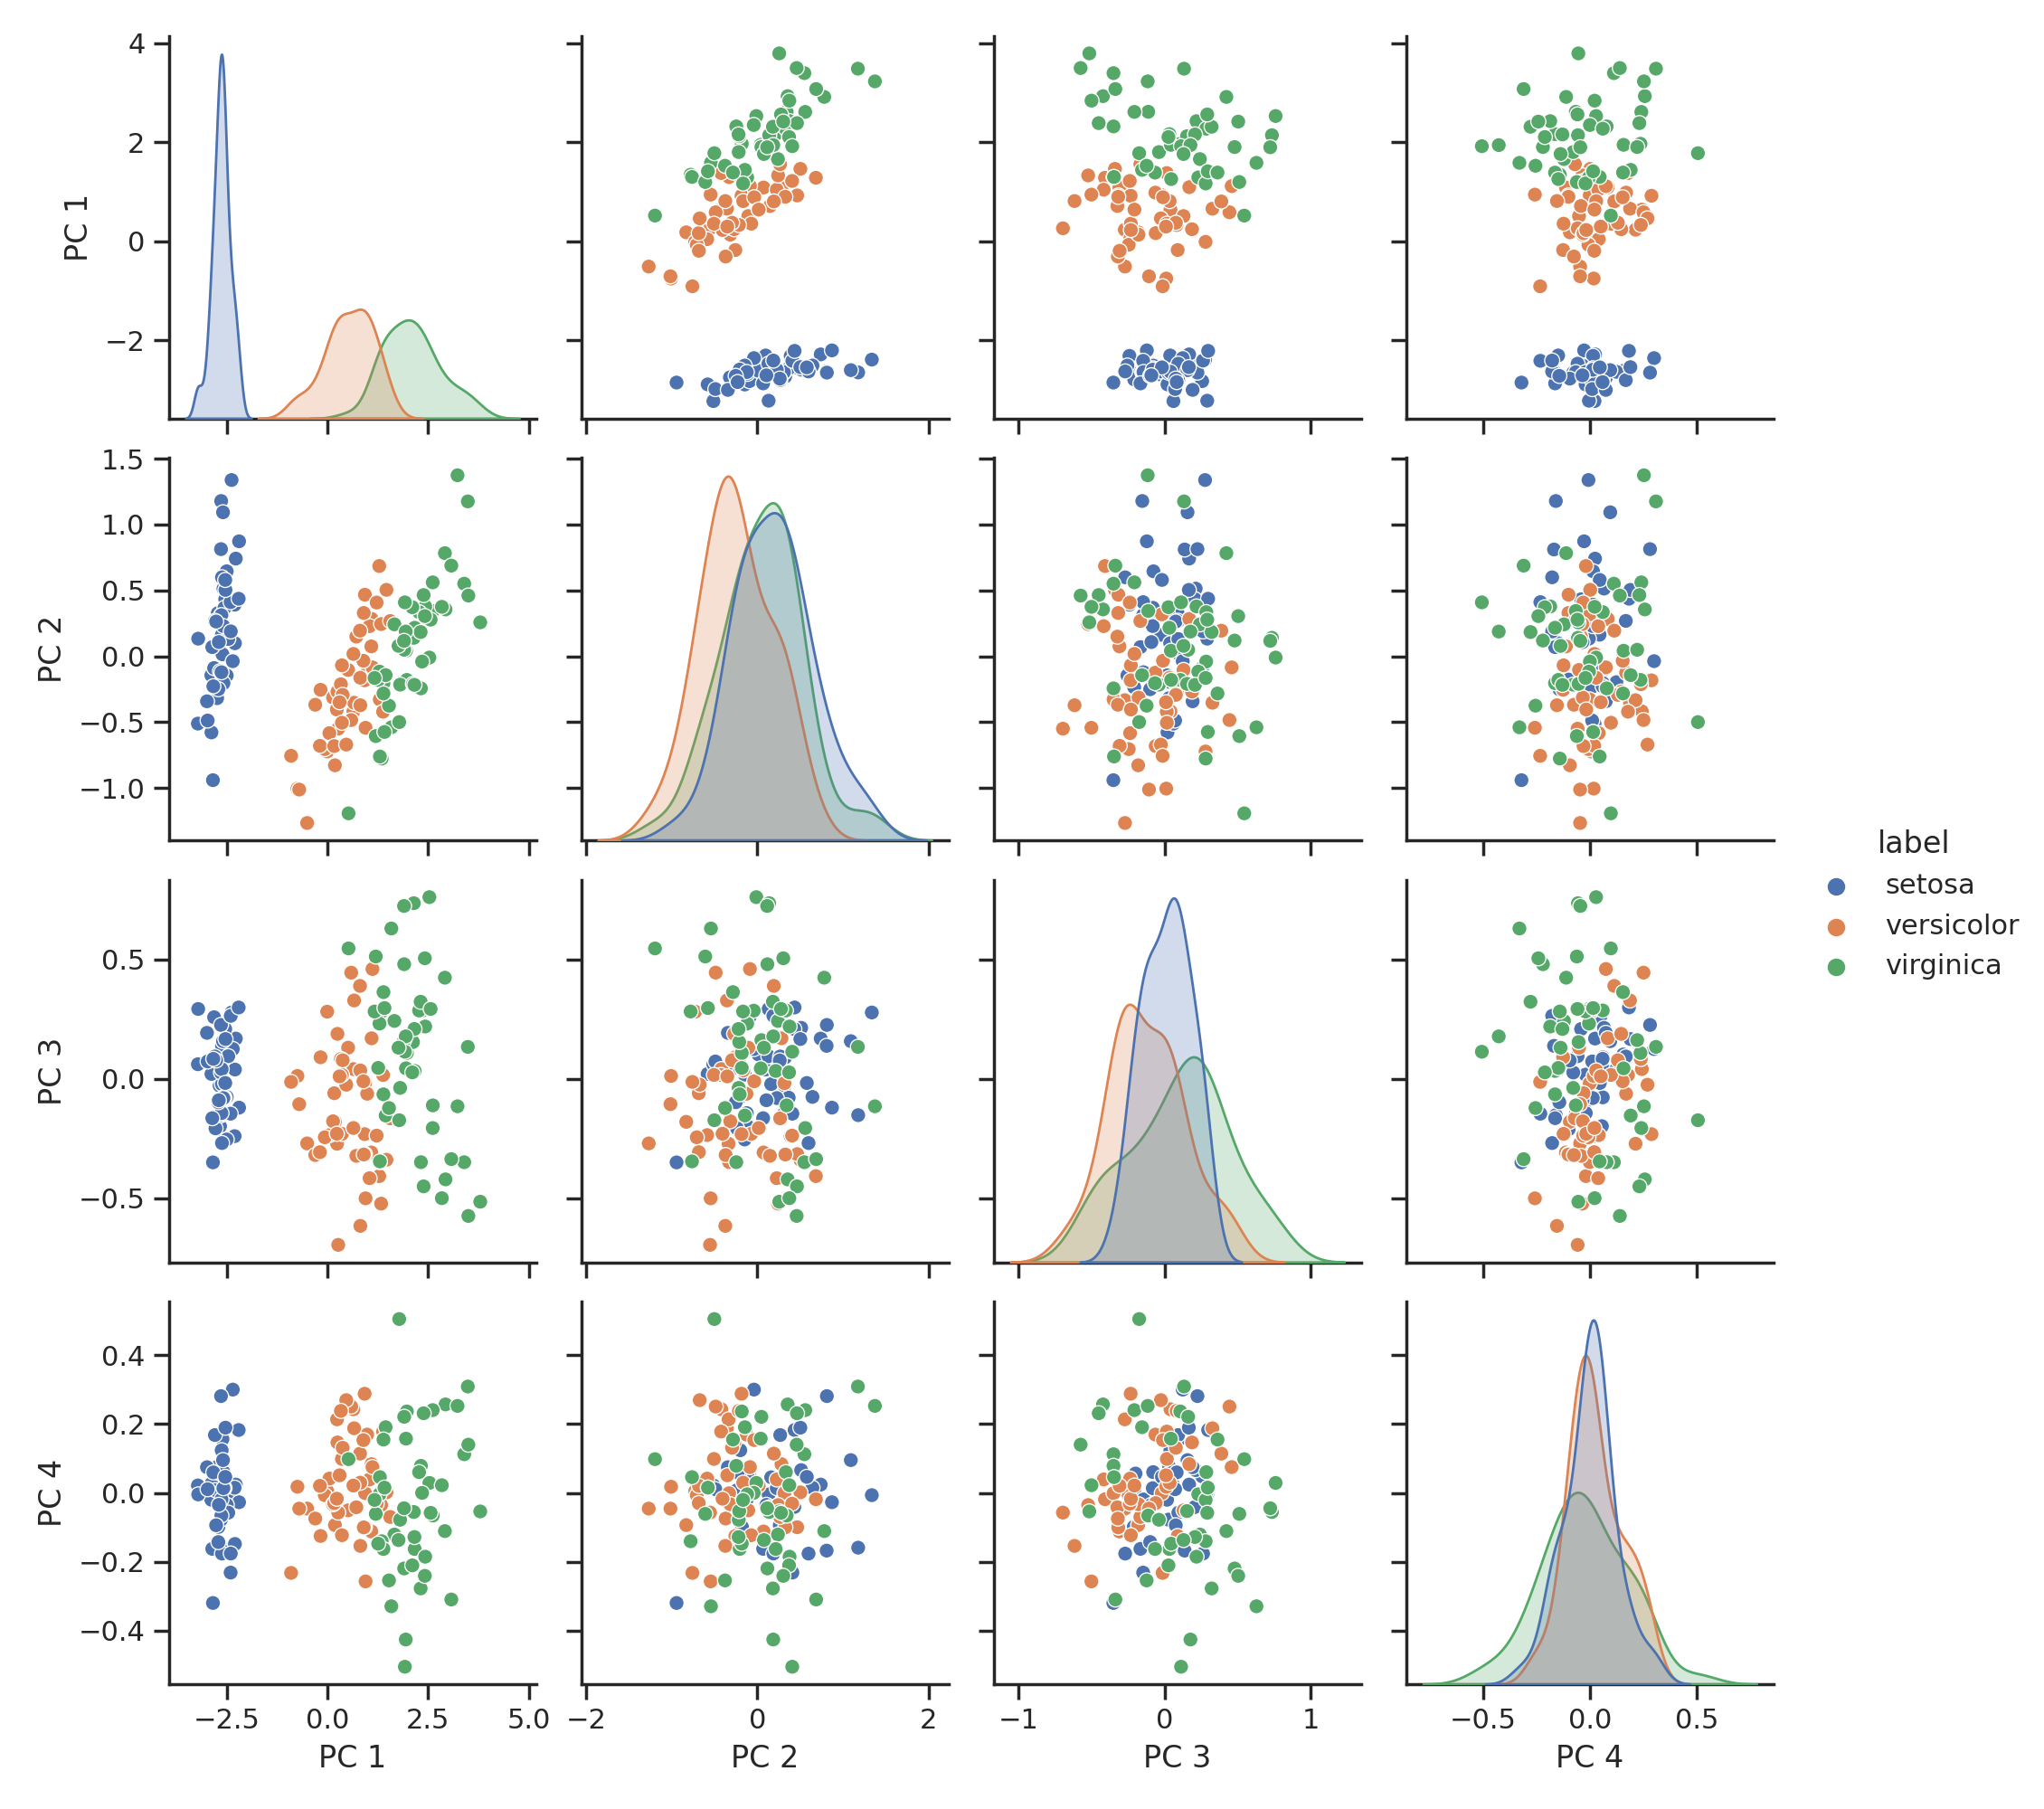 4
2
0
−2
PC 1
1.5
1.0
0.5
0.0
−0.5
−1.0
PC 2
0.5
0.0
−0.5
PC 3
0.4
0.2
0.0
−0.2
−0.4
PC 4
−2.5 0.0 2.5 5.0
PC 1
−2 0 2
PC 2
−1 0 1
PC 3
−0.5 0.0 0.5
PC 4
label
setosa
versicolor
virginica